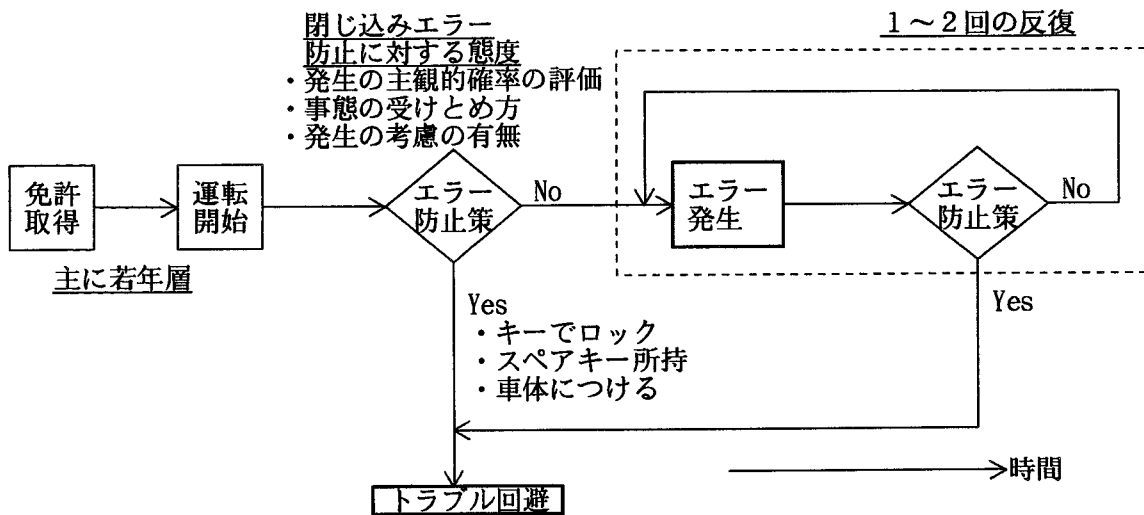 閉じ込みエラー
防止に対する態度
・発生の主観的確率の評価
・事態の受けとめ方
・発生の考慮の有無
1~2回の反復
免許
取得
運転
開始
主に若年層
エラー
防止策
No
エラー
発生
エラー
防止策
No
Yes
・キーでロック
・スペアキー所持
・車体につける
Yes
時間
トラブル回避